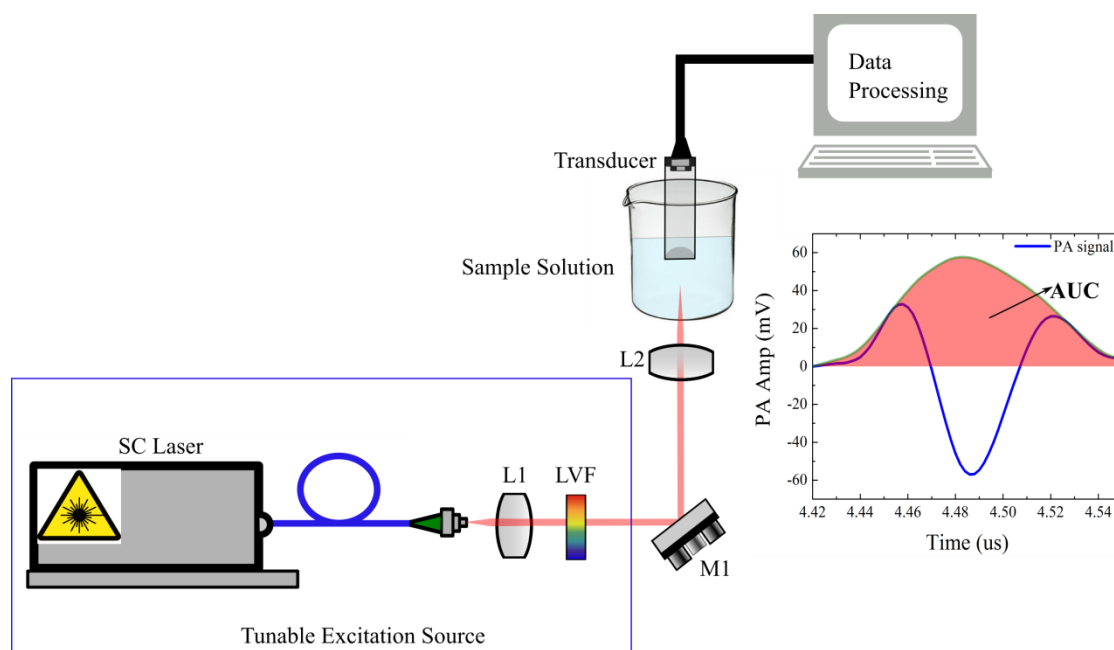 Data
Processing
Transducer
Sample Solution
L2
SC Laser
L1
LVF
M1
Tunable Excitation Source
PA signal
AUC
PA Amp (mV)
60
40
20
0
-20
-40
-60
4.42
4.44
4.46
4.48
4.50
4.52
4.54
Time (us)